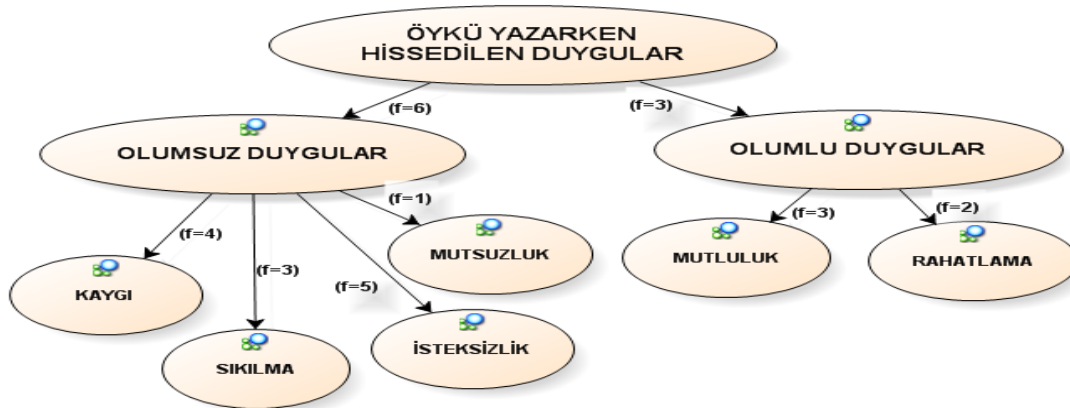 ÖYKÜ YAZARKEN
HİSSEDİLEN DUYGULAR
(f=6)
(f=3)
OLUMSUZ DUYGULAR
OLUMLU DUYGULAR
(f=4)
(f=3)
(f=5)
(f=1)
(f=3)
(f=2)
KAYGI
SIKILMA
İSTEKSİZLİK
MUTSUZLUK
MUTLULUK
RAHATLAMA